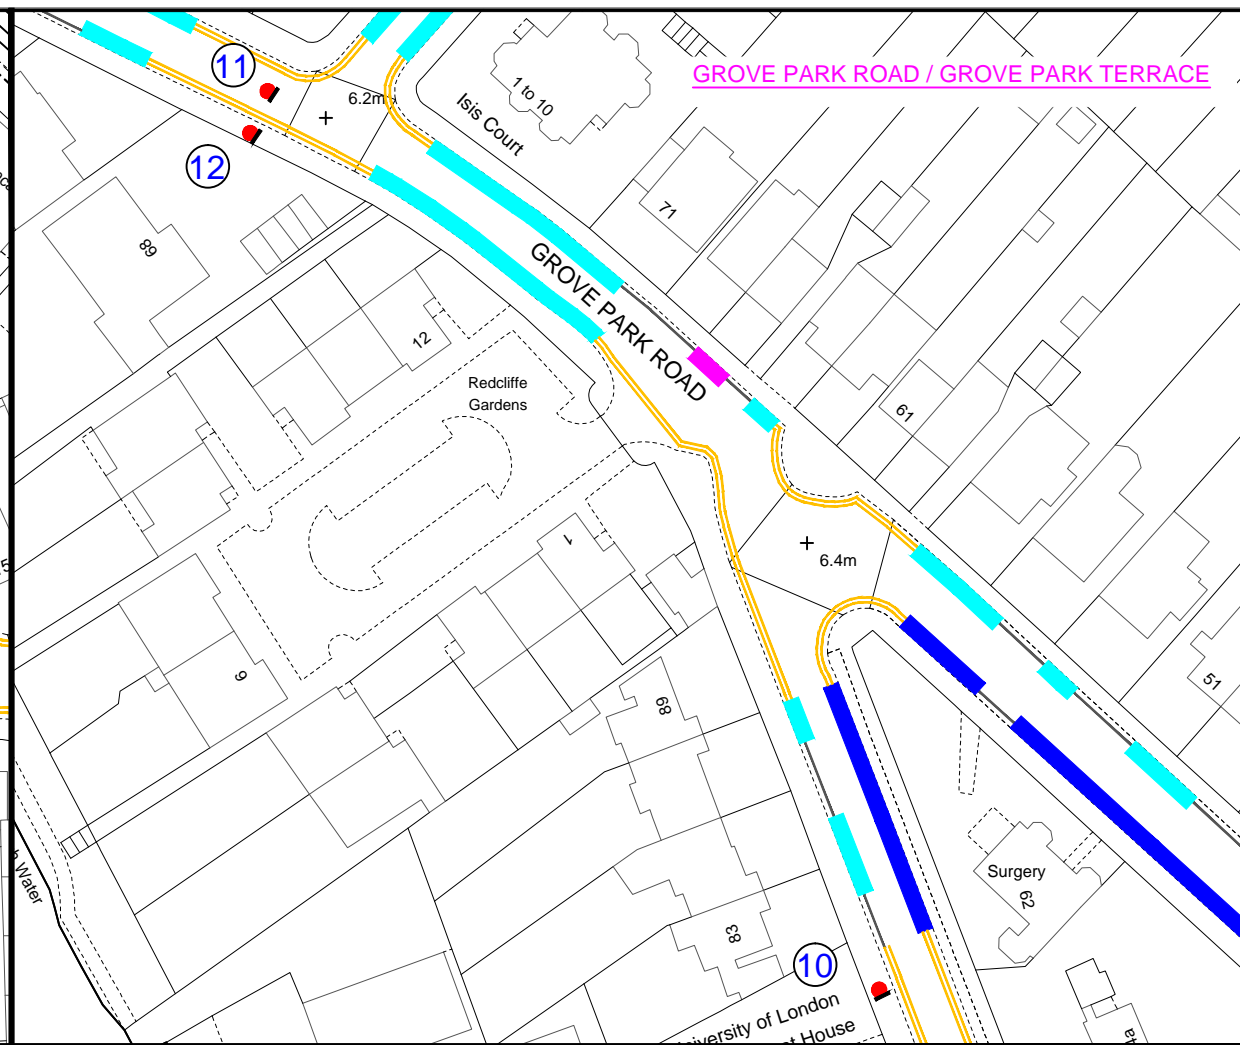 GROVE PARK ROAD / GROVE PARK TERRACE
11
6.2m
12
1 to 10
Isis Court
71
89
GROVE PARK ROAD
12
Redcliffe
Gardens
61
1
6.4m
9
68
51
Surgery
62
Water
83
10
University of London
House